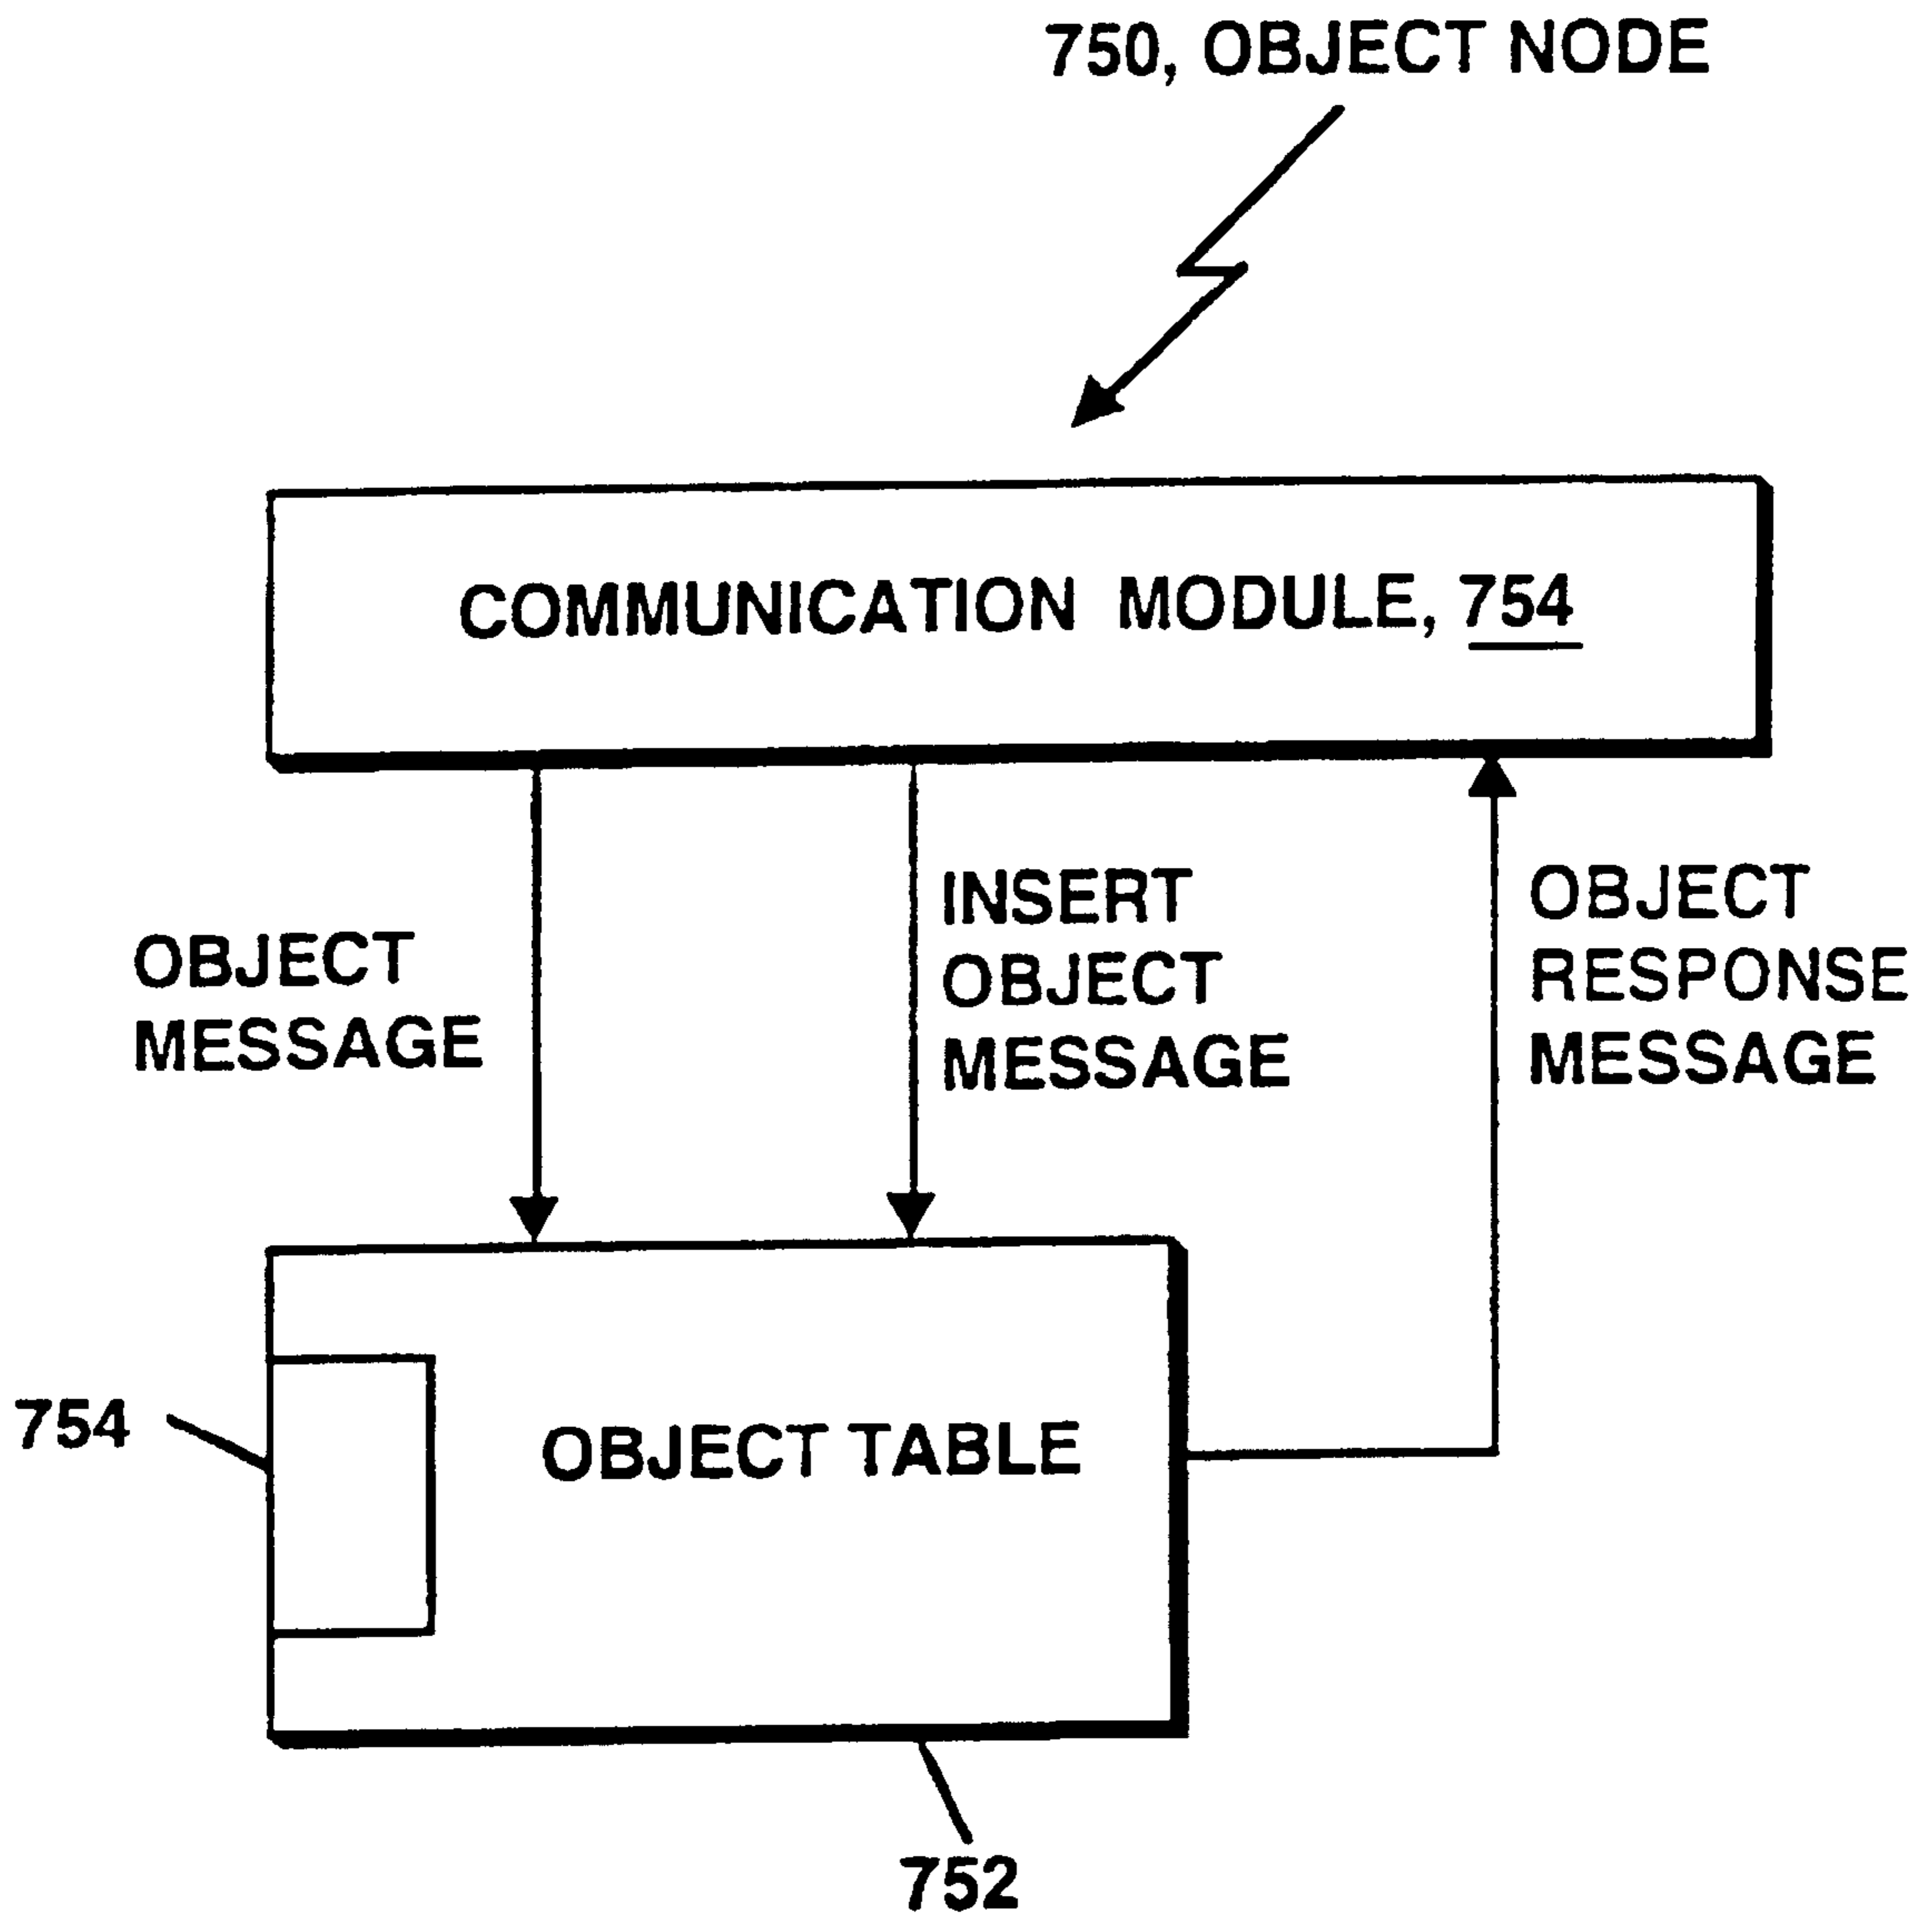 750, OBJECT NODE
COMMUNICATION MODULE, 754
OBJECT
MESSAGE
INSERT
OBJECT
MESSAGE
OBJECT
RESPONSE
MESSAGE
754
OBJECT TABLE
752